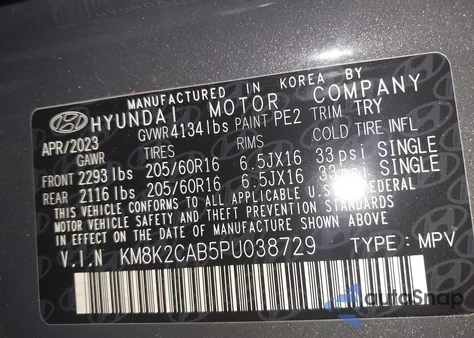 MANUFACTURED IN KOREA BY
HYUNDAI MOTOR COMPANY
APR/2023 GVWR 4134lbs PAINT PE2 TRIM TRY
GAWR TIRES RIMS COLD TIRE INFL
FRONT 2293 lbs 205/60R16 6.5JX16 33 psi SINGLE
REAR 2116 lbs 205/60R16 6.5JX16 33 psi SINGLE
THIS VEHICLE CONFORMS TO ALL APPLICABLE U.S. FEDERAL
MOTOR VEHICLE SAFETY AND THEFT PREVENTION STANDARDS
IN EFFECT ON THE DATE OF MANUFACTURE SHOWN ABOVE.
V.I.N KM8K2CAB5PU038729 TYPE: MPV
autoSnap